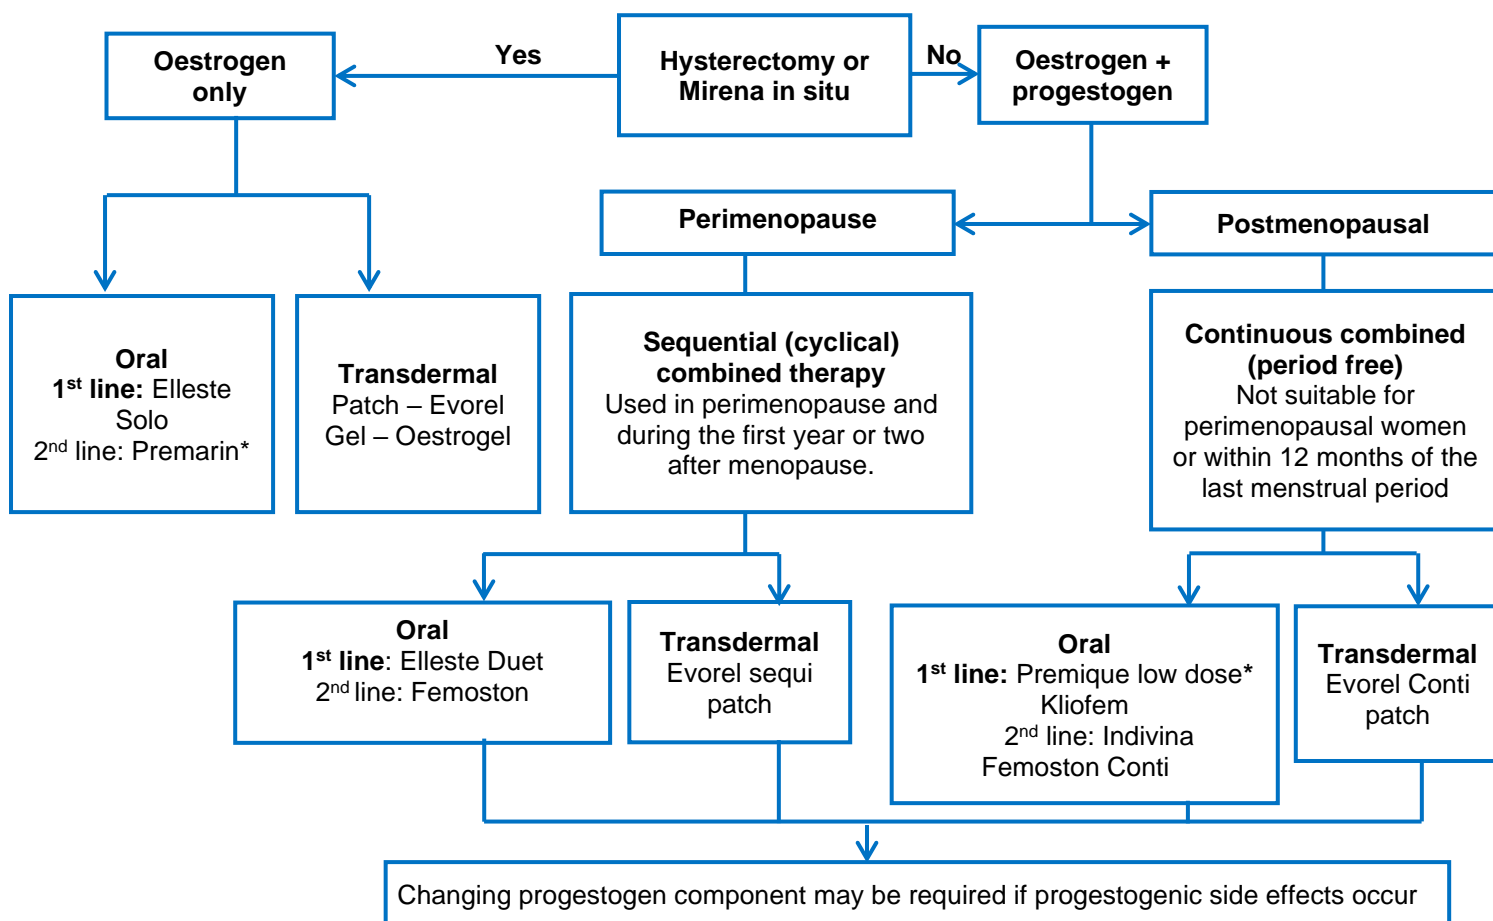 Oestrogen
only
Yes
Hysterectomy or
Mirena in situ
No
Oestrogen +
progestogen
Perimenopause
Postmenopausal
Oral
1st line: Elleste
Solo
2nd line: Premarin*
Transdermal
Patch – Evorel
Gel – Oestrogel
Sequential (cyclical)
combined therapy
Used in perimenopause and
during the first year or two
after menopause.
Continuous combined
(period free)
Not suitable for
perimenopausal women
or within 12 months of the
last menstrual period
Oral
1st line: Elleste Duet
2nd line: Femoston
Transdermal
Evorel sequi
patch
Oral
1st line: Premique low dose*
Kliofem
2nd line: Indivina
Femoston Conti
Transdermal
Evorel Conti
patch
Changing progestogen component may be required if progestogenic side effects occur